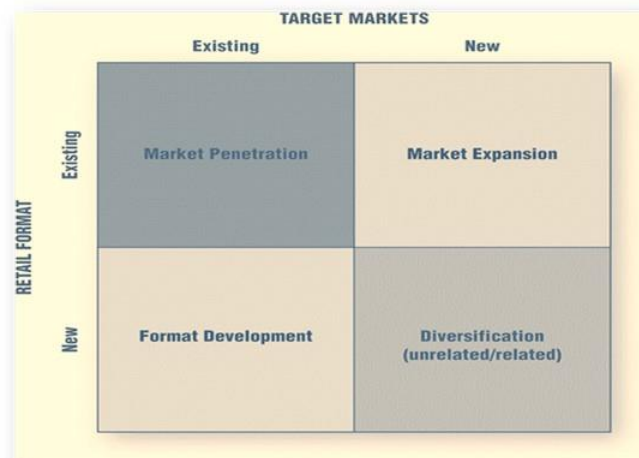 TARGET MARKETS
Existing New
RETAIL FORMAT
Existing
Market Penetration Market Expansion
New
Format Development Diversification
(unrelated/related)